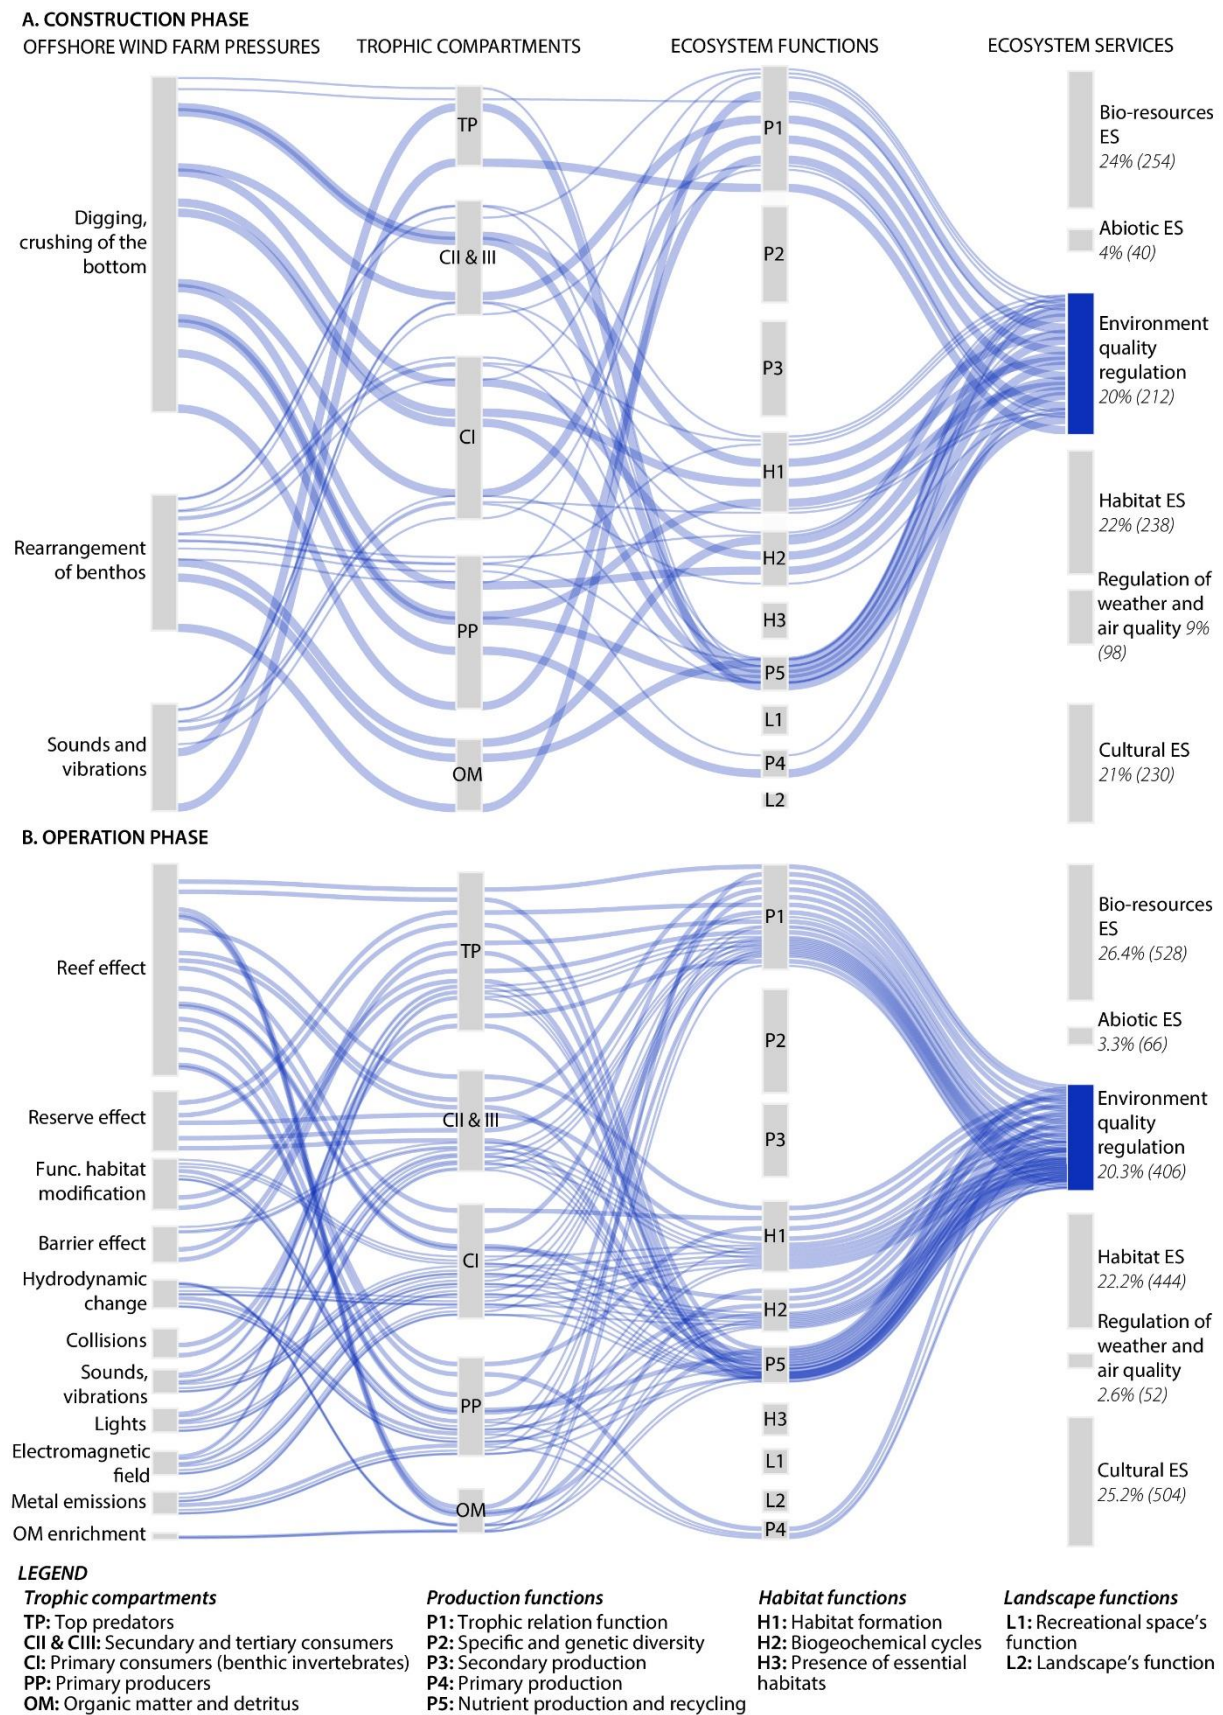 A. CONSTRUCTION PHASE
OFFSHORE WIND FARM PRESSURES
TROPHIC COMPARTMENTS
ECOSYSTEM FUNCTIONS
ECOSYSTEM SERVICES
Digging,
crushing of the
bottom
Rearrangement
of benthos
Sounds and
vibrations
TP
CII & III
CI
PP
OM
P1
P2
P3
H1
H2
H3
P5
L1
P4
L2
Bio-resources
ES
24% (254)
Abiotic ES
4% (40)
Environment
quality
regulation
20% (212)
Habitat ES
22% (238)
Regulation of
weather and
air quality 9%
(98)
Cultural ES
21% (230)
B. OPERATION PHASE
Reef effect
Reserve effect
Func. habitat
modification
Barrier effect
Hydrodynamic
change
Collisions
Sounds,
vibrations
Lights
Electromagnetic
field
Metal emissions
OM enrichment
TP
CII & III
CI
PP
OM
P1
P2
P3
H1
H2
P5
H3
L1
L2
P4
Bio-resources
ES
26.4% (528)
Abiotic ES
3.3% (66)
Environment
quality
regulation
20.3% (406)
Habitat ES
22.2% (444)
Regulation of
weather and
air quality
2.6% (52)
Cultural ES
25.2% (504)
LEGEND
Trophic compartments
TP: Top predators
CII & CIII: Secundary and tertiary consumers
CI: Primary consumers (benthic invertebrates)
PP: Primary producers
OM: Organic matter and detritus
Production functions
P1: Trophic relation function
P2: Specific and genetic diversity
P3: Secondary production
P4: Primary production
P5: Nutrient production and recycling
Habitat functions
H1: Habitat formation
H2: Biogeochemical cycles
H3: Presence of essential
habitats
Landscape functions
L1: Recreational space's
function
L2: Landscape's function